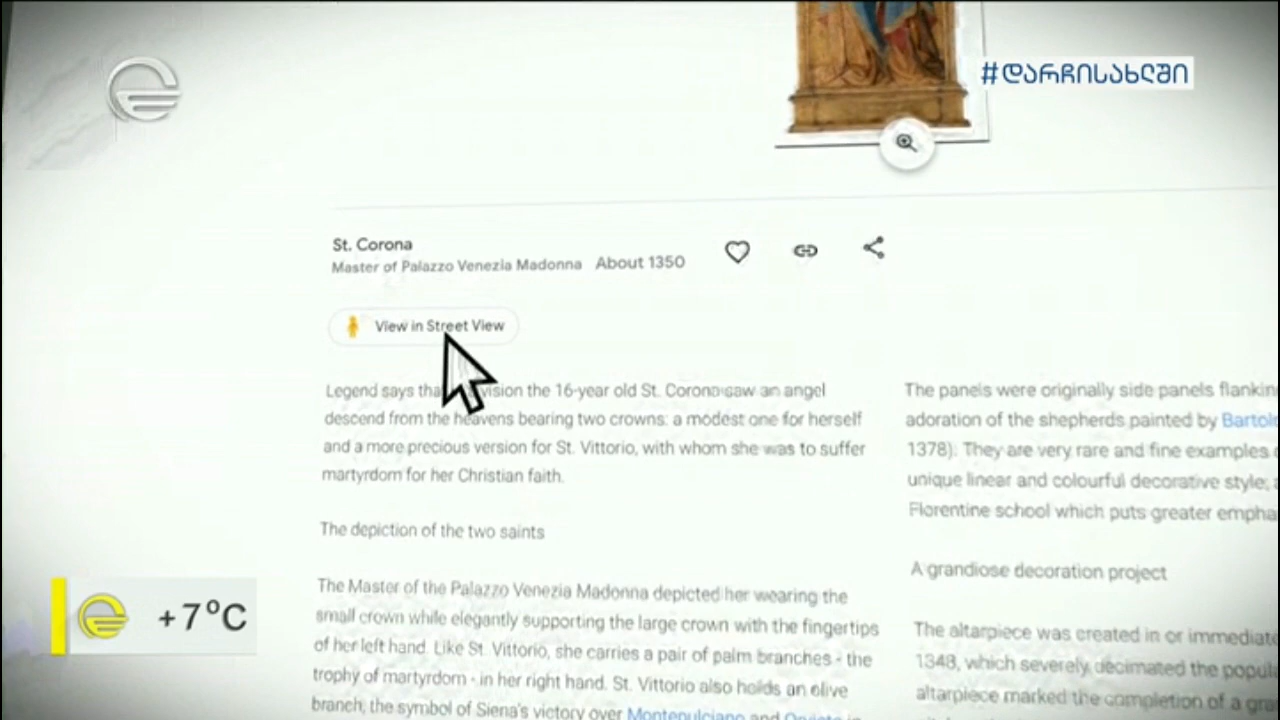 #ᲓᲐᲠᲩᲘᲡᲐᲮᲚᲨᲘ
St. Corona
Master of Palazzo Venezia Madonna About 1350
View in Street View
Legend says vision the 16-year old St. Corona saw an angel
descend from the heavens bearing two crowns: a modest one for herself
and a more precious version for St. Vittorio, with whom she was to suffer
martyrdom for her Christian faith.
The depiction of the two saints
The Master of the Palazzo Venezia Madonna depicted her wearing the
small crown while elegantly supporting the large crown with the fingertips
of her left hand. Like St. Vittorio, she carries a pair of palm branches - the
trophy of martyrdom - in her right hand. St. Vittorio also holds an olive
branch, the symbol of Siena's victory over Montepulciano and Orvieto in
The panels were originally side panels
adoration of the shepherds painted by
1378). They are very rare and fine examples
unique linear and colourful decorative style;
Florentine school which puts greater
A grandiose decoration project
The altarpiece was created in or
1348, which severely decimated the
altarpiece marked the completion of a
+7°C